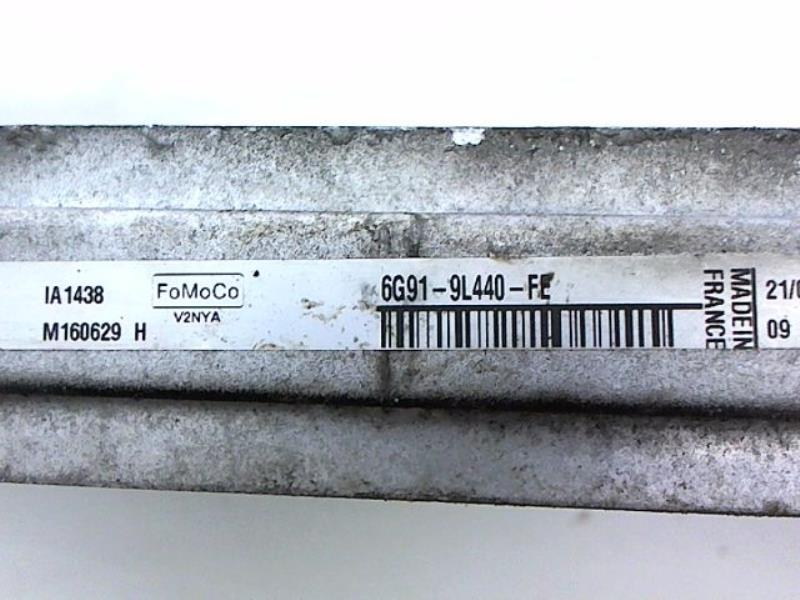 IA1438
M160629 H
FoMoCo
V2NYA
6G91-9L440-FE
MADE IN
FRANCE
21/0
09